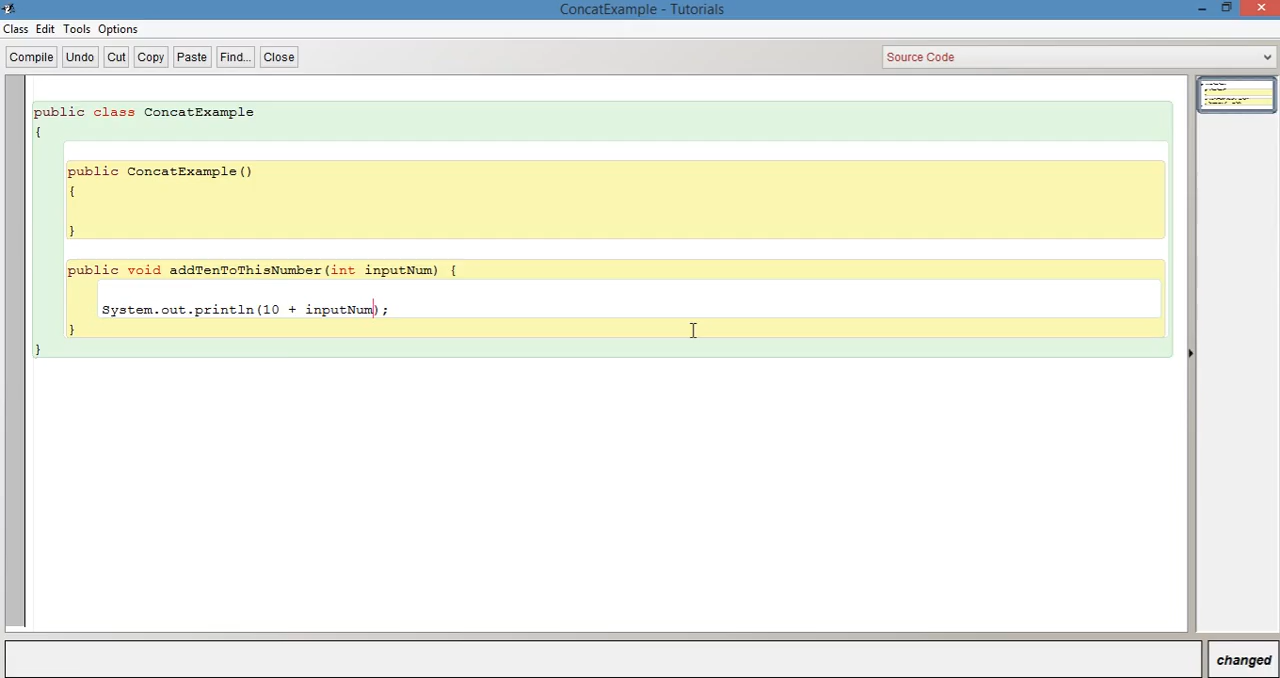 ConcatExample - Tutorials
Class Edit Tools Options
Compile Undo Cut Copy Paste Find... Close Source Code
public class ConcatExample
{
public ConcatExample()
{
}
public void addTenToThisNumber(int inputNum) {
System.out.println(10 + inputNum);
}
}
changed